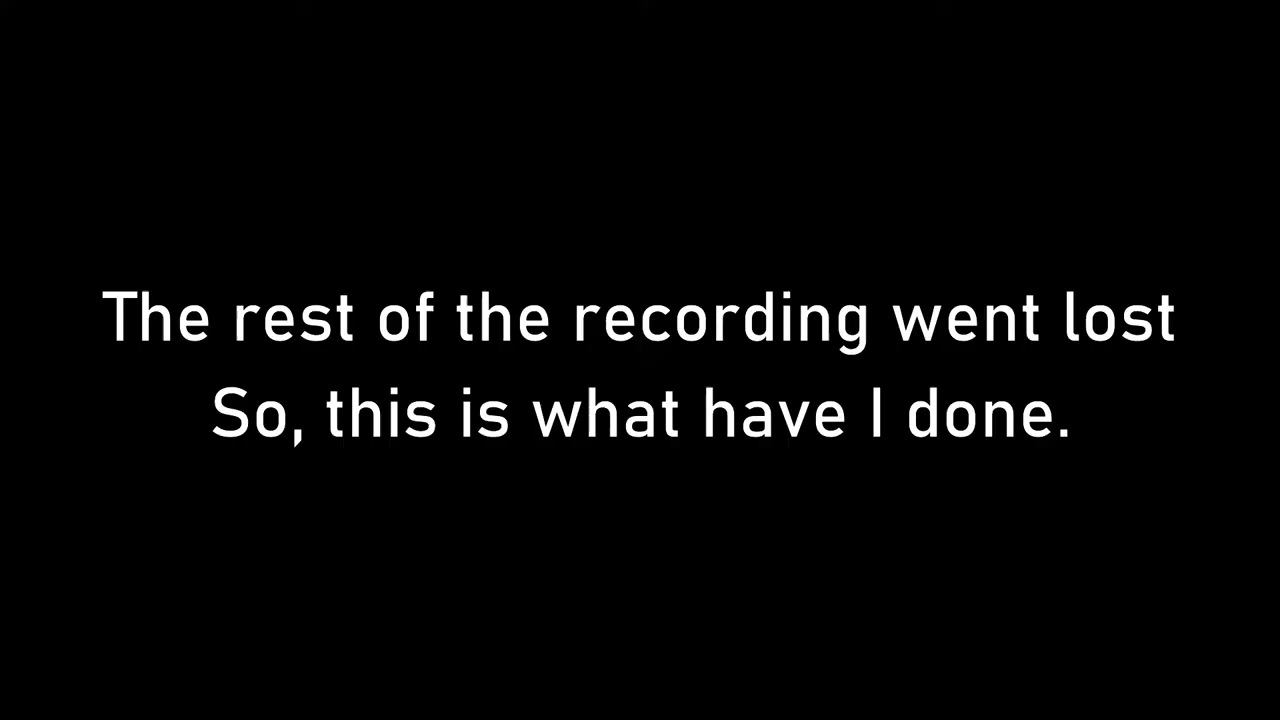 The rest of the recording went lost
So, this is what have I done.